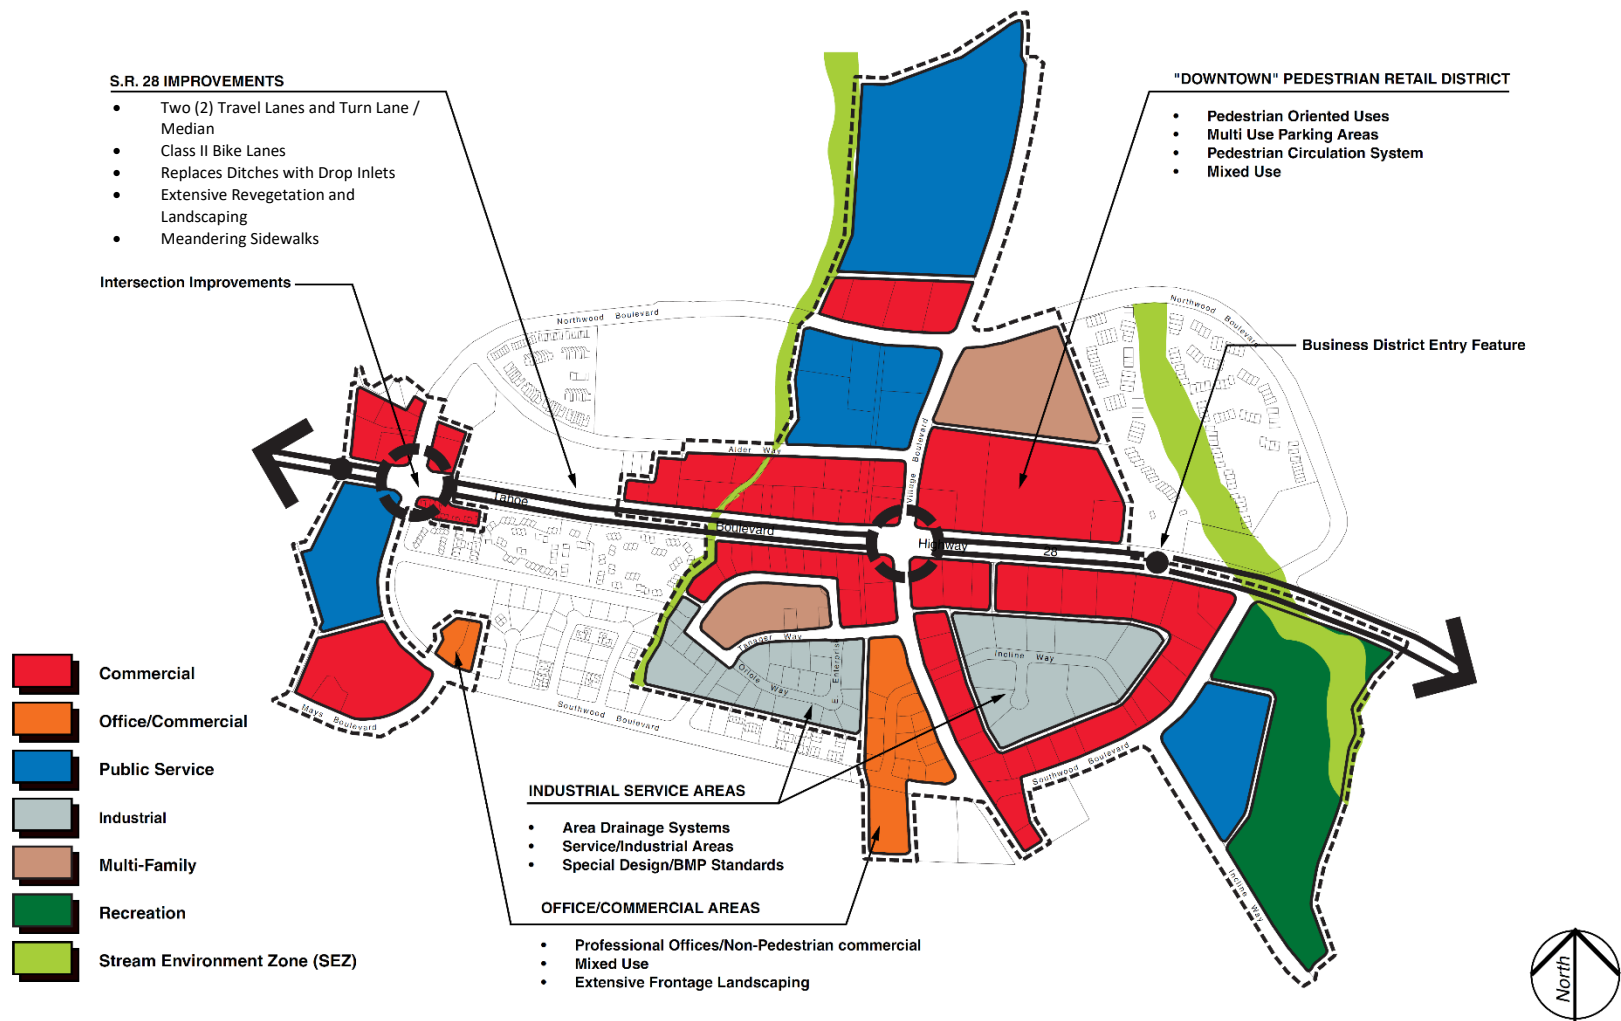 S.R. 28 IMPROVEMENTS
• Two (2) Travel Lanes and Turn Lane /
Median
• Class II Bike Lanes
• Replaces Ditches with Drop Inlets
• Extensive Revegetation and
Landscaping
• Meandering Sidewalks
Intersection Improvements
"DOWNTOWN" PEDESTRIAN RETAIL DISTRICT
• Pedestrian Oriented Uses
• Multi Use Parking Areas
• Pedestrian Circulation System
• Mixed Use
Business District Entry Feature
Northwood Boulevard
Northwood Boulevard
Alder Way
Village Boulevard
Tahoe
Boulevard
Highway
28
Tanager Way
Oriole Way
Enterprise
Incline Way
Southwood Boulevard
Southwood Boulevard
Mays Boulevard
Incline Way
Commercial
Office/Commercial
Public Service
Industrial
Multi-Family
Recreation
Stream Environment Zone (SEZ)
INDUSTRIAL SERVICE AREAS
• Area Drainage Systems
• Service/Industrial Areas
• Special Design/BMP Standards
OFFICE/COMMERCIAL AREAS
• Professional Offices/Non-Pedestrian commercial
• Mixed Use
• Extensive Frontage Landscaping
North